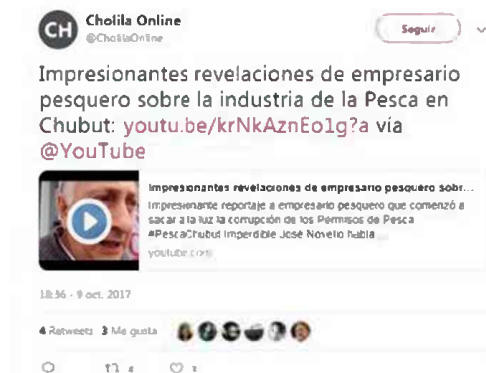 CH
Cholila Online
@CholilaOnline
Seguir
Impresionantes revelaciones de empresario
pesquero sobre la industria de la Pesca en
Chubut: youtu.be/krNkAznEo1g?a vía
@YouTube
Impresionantes revelaciones de empresario pesquero sobr...
Impresionante reportaje a empresario pesquero que comenzó a
sacar a la luz la corrupción de los Permisos de Pesca
#PescaChubut Imperdible José Novello habla
youtube.com
18:36 - 9 oct. 2017
4 Retweets 3 Me gusta
4 3